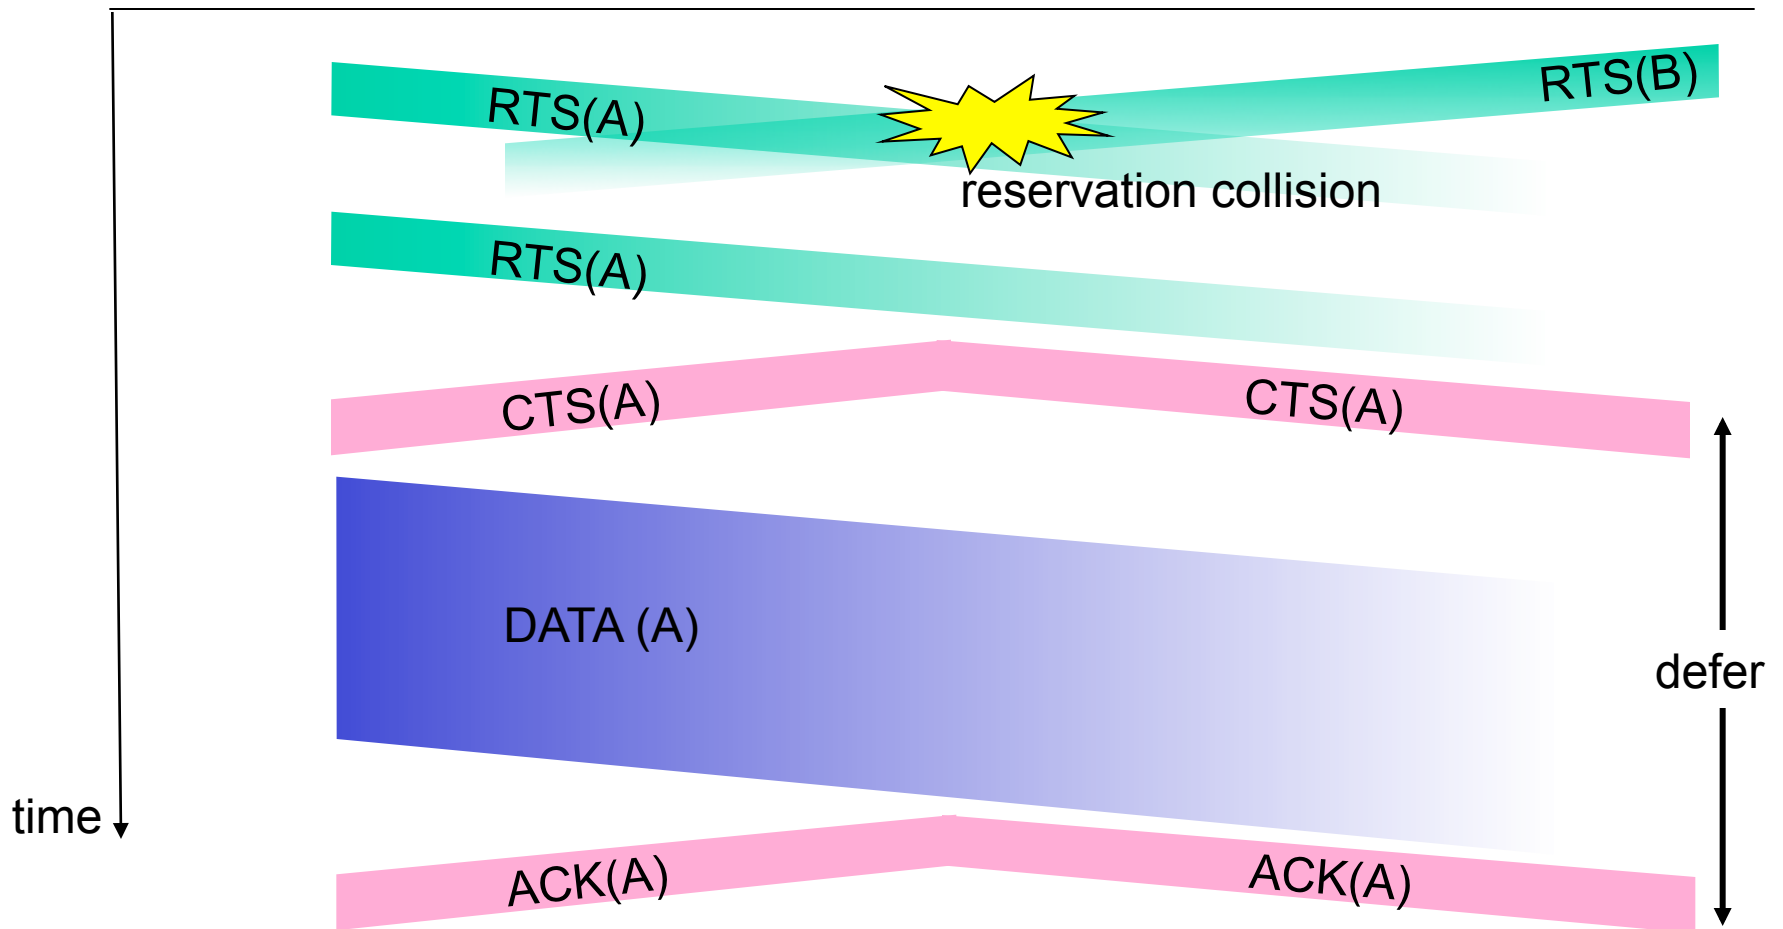 RTS(A)
RTS(B)
reservation collision
RTS(A)
CTS(A)
CTS(A)
DATA (A)
defer
time
ACK(A)
ACK(A)